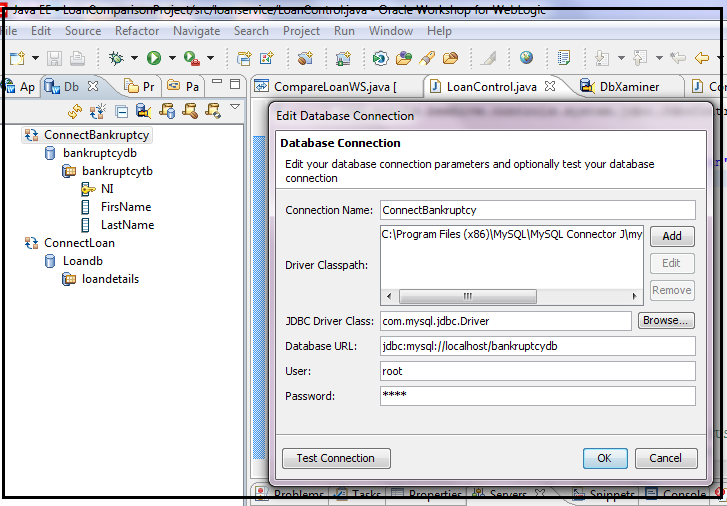 Java EE - LoanComparisonProject/src/loanservice/LoanControl.java - Oracle Workshop for WebLogic
File Edit Source Refactor Navigate Search Project Run Window Help
Ap Db Pr Pa
CompareLoanWS.java [ LoanControl.java DbXaminer Cor
ConnectBankruptcy
bankruptcydb
bankruptcytb
NI
FirsName
LastName
ConnectLoan
Loandb
loandetails
Edit Database Connection
Database Connection
Edit your database connection parameters and optionally test your database
connection
Connection Name: ConnectBankruptcy
Driver Classpath: C:\Program Files (x86)\MySQL\MySQL Connector J\my
Add
Edit
Remove
JDBC Driver Class: com.mysql.jdbc.Driver Browse...
Database URL: jdbc:mysql://localhost/bankruptcydb
User: root
Password: ****
Test Connection OK Cancel
Problems Tasks Properties Servers Snippets Console